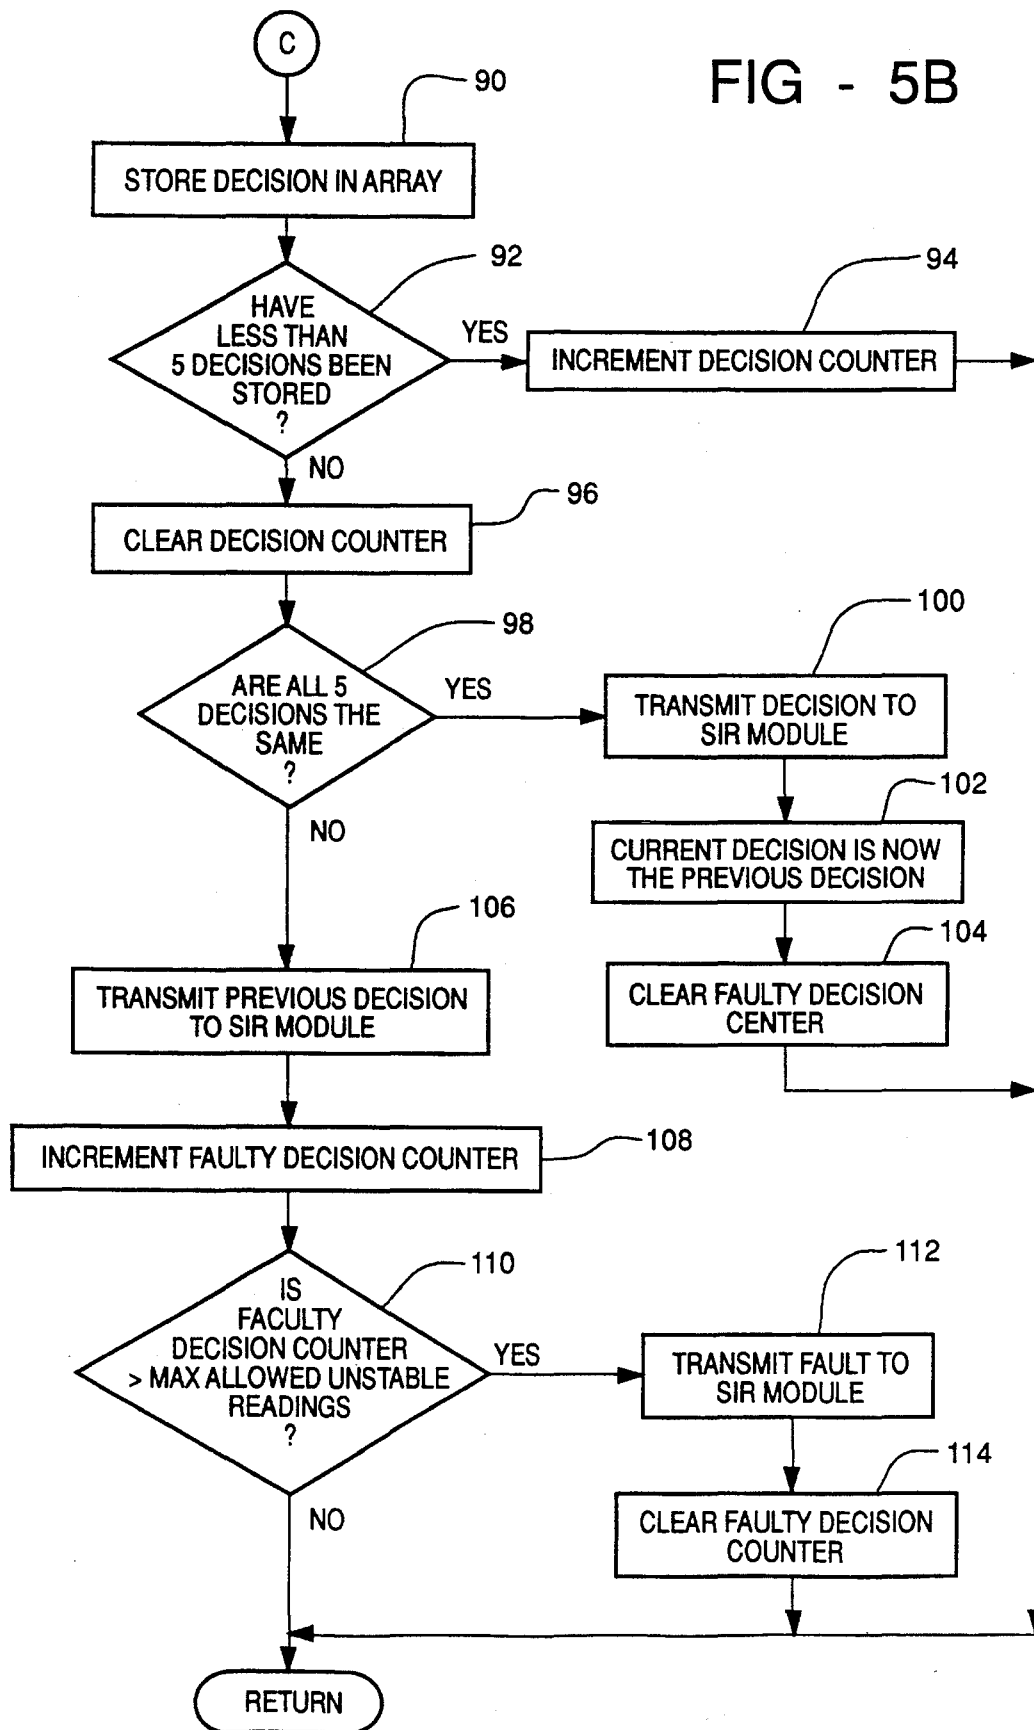 C
FIG - 5B
90
STORE DECISION IN ARRAY
92
HAVE
LESS THAN
5 DECISIONS BEEN
STORED
?
YES
94
INCREMENT DECISION COUNTER
NO
96
CLEAR DECISION COUNTER
98
ARE ALL 5
DECISIONS THE
SAME
?
YES
100
TRANSMIT DECISION TO
SIR MODULE
102
CURRENT DECISION IS NOW
THE PREVIOUS DECISION
104
CLEAR FAULTY DECISION
CENTER
NO
106
TRANSMIT PREVIOUS DECISION
TO SIR MODULE
108
INCREMENT FAULTY DECISION COUNTER
110
IS
FACULTY
DECISION COUNTER
> MAX ALLOWED UNSTABLE
READINGS
?
YES
112
TRANSMIT FAULT TO
SIR MODULE
114
CLEAR FAULTY DECISION
COUNTER
NO
RETURN